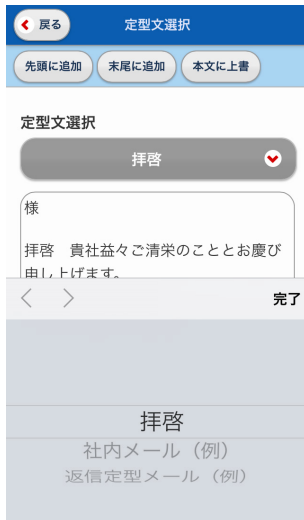 戻る 定型文選択
先頭に追加 末尾に追加 本文に上書
定型文選択
拝啓
様
拝啓　貴社益々ご清栄のこととお慶び
申し上げます。
完了
拝啓
社内メール（例）
返信定型メール（例）